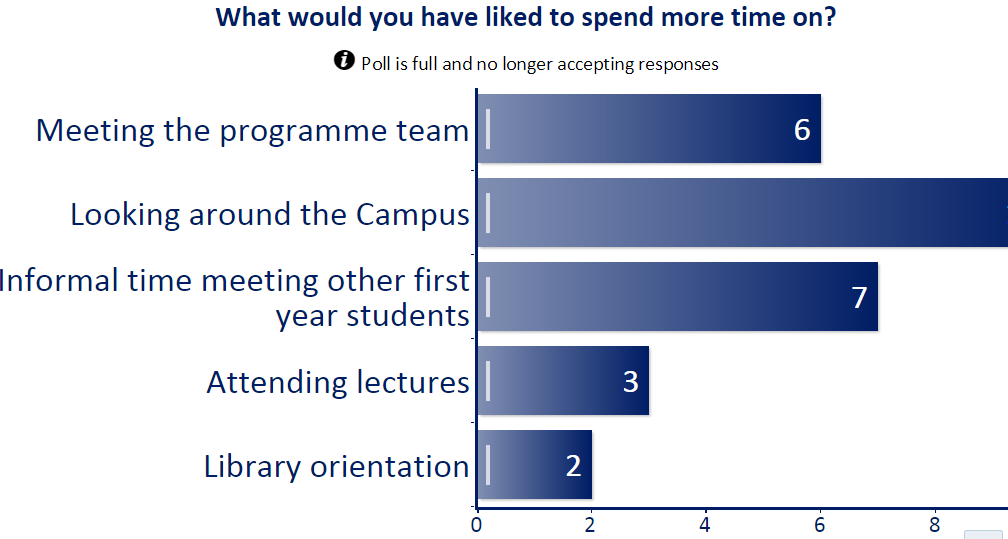 What would you have liked to spend more time on?
Poll is full and no longer accepting responses
Meeting the programme team
6
Looking around the Campus
Informal time meeting other first
year students
7
Attending lectures
3
Library orientation
2
0 2 4 6 8